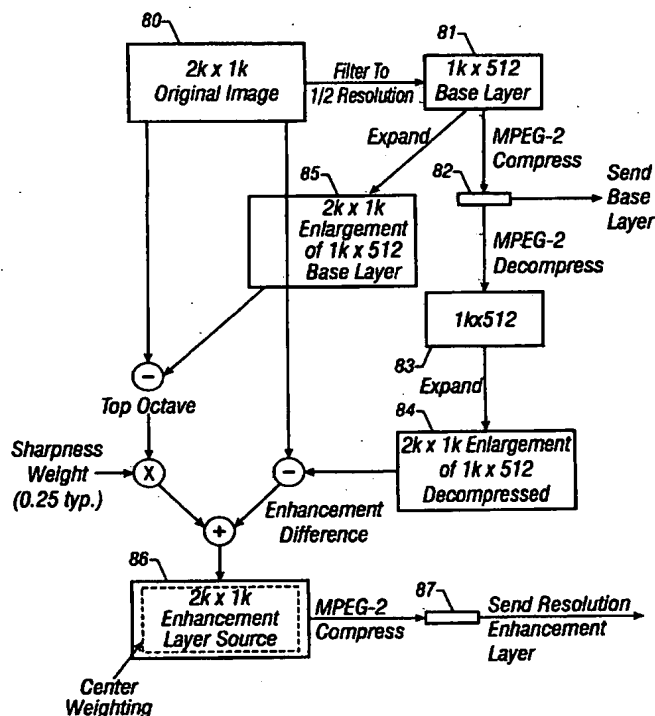 80
2k x 1k
Original Image
Filter To
1/2 Resolution
81
1k x 512
Base Layer
Expand
MPEG-2
Compress
82
Send
Base
Layer
85
2k x 1k
Enlargement
of 1k x 512
Base Layer
MPEG-2
Decompress
1kx512
83
Expand
Top Octave
84
2k x 1k Enlargement
of 1k x 512
Decompressed
Sharpness
Weight
(0.25 typ.)
X
−
−
+
Enhancement
Difference
86
2k x 1k
Enhancement
Layer Source
MPEG-2
Compress
87
Send Resolution
Enhancement
Layer
Center
Weighting